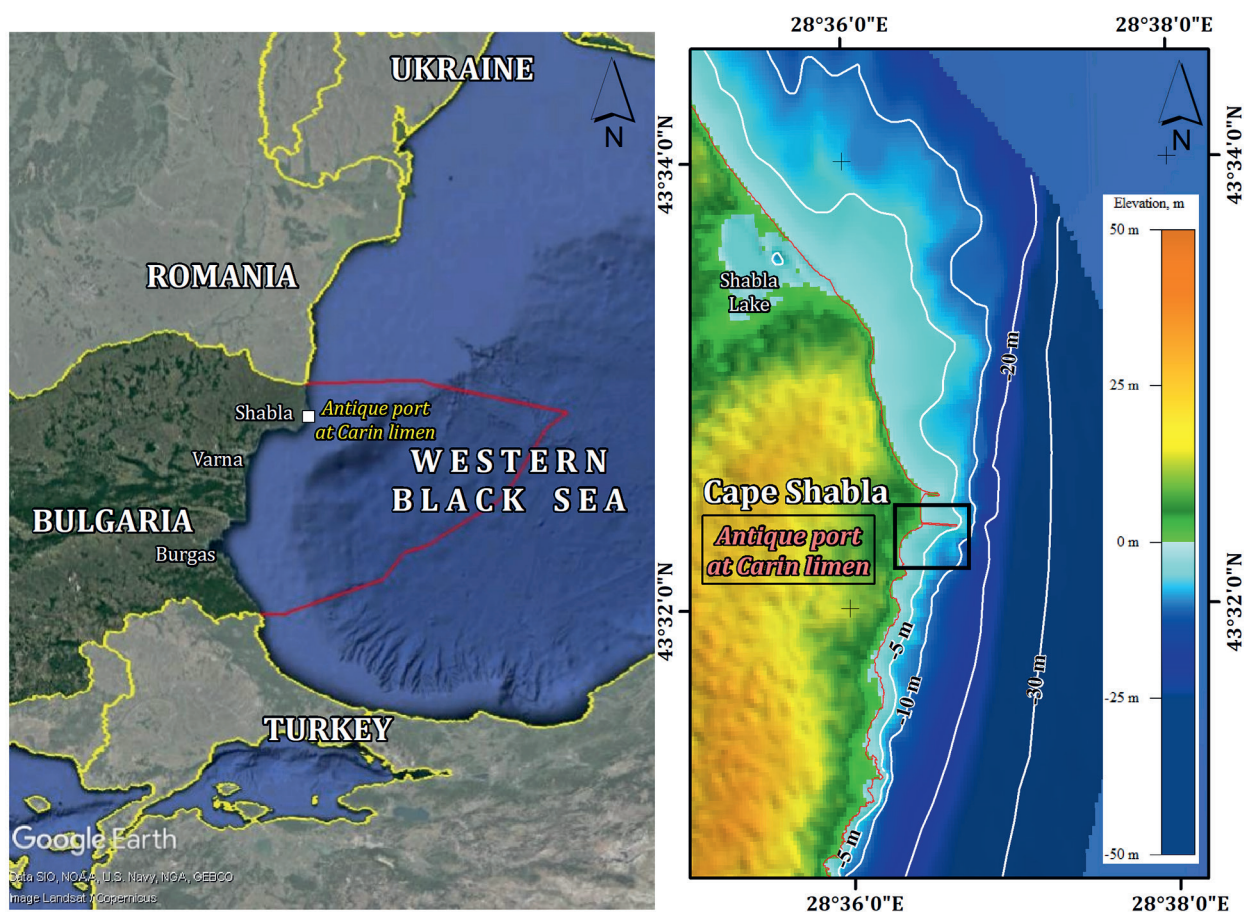 UKRAINE
N
ROMANIA
Shabla
Antique port
at Carin limen
Varna
WESTERN
BLACK SEA
BULGARIA
Burgas
TURKEY
Google Earth
Data SIO, NOAA, U.S. Navy, NGA, GEBCO
Image Landsat / Copernicus
28°36'0"E
28°38'0"E
N
43°34'0"N
43°34'0"N
Elevation, m
50 m
25 m
0 m
-25 m
-50 m
Shabla
Lake
-20 m
Cape Shabla
Antique port
at Carin limen
43°32'0"N
43°32'0"N
-5 m
-10 m
-30 m
-5 m
28°36'0"E
28°38'0"E